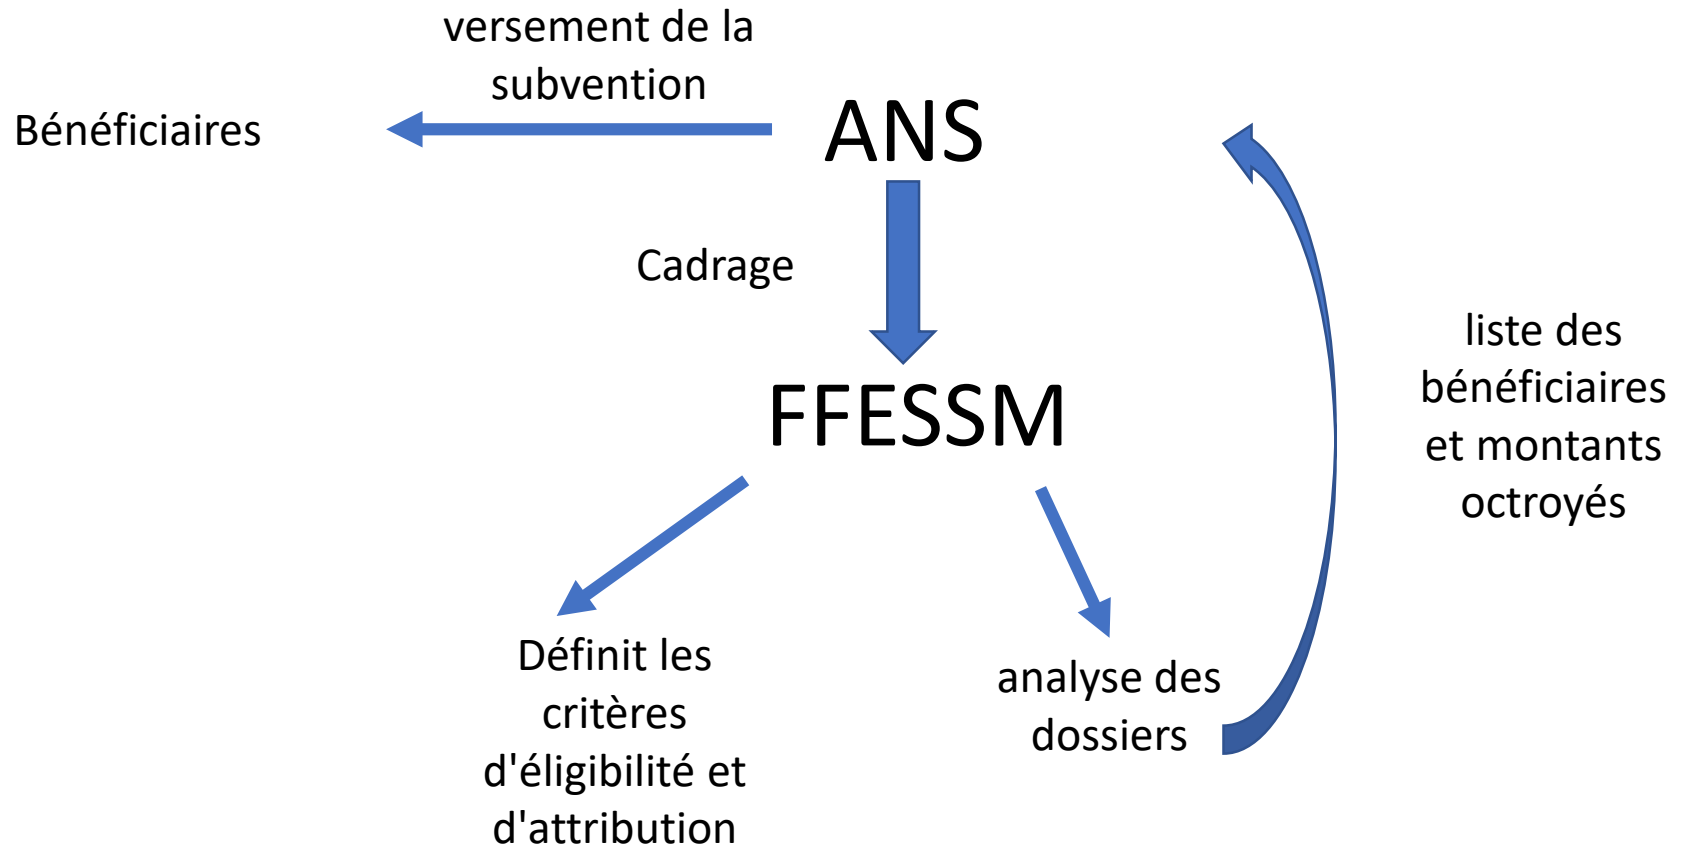 versement de la
subvention
Bénéficiaires
ANS
Cadrage
FFESSM
liste des
bénéficiaires
et montants
octroyés
Définit les
critères
d'éligibilité et
d'attribution
analyse des
dossiers